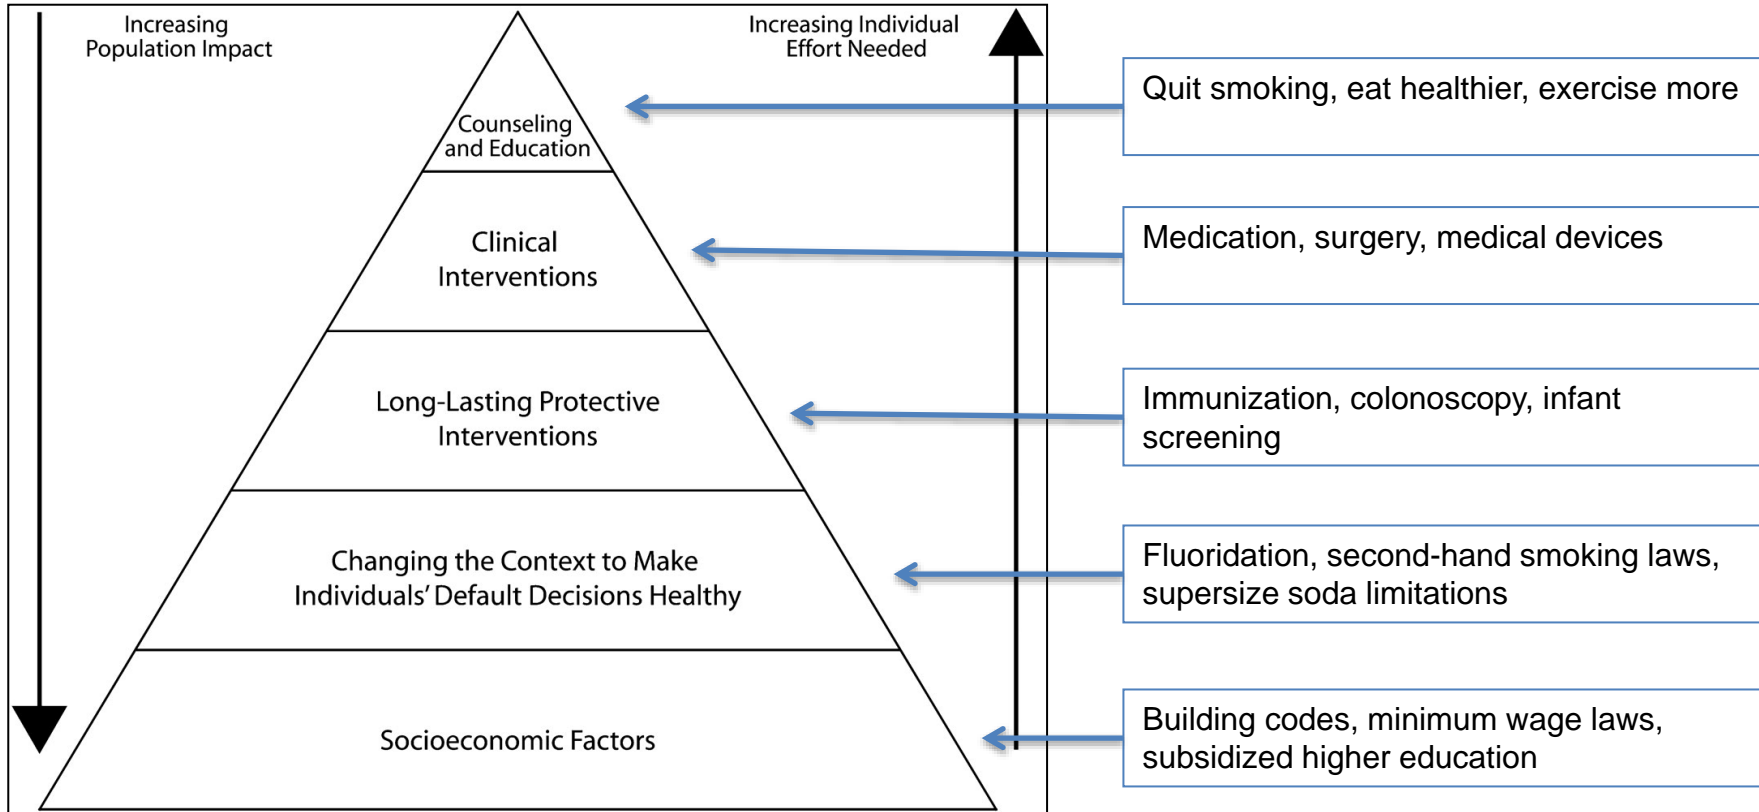 Increasing
Population Impact
Increasing Individual
Effort Needed
Counseling
and Education
Quit smoking, eat healthier, exercise more
Clinical
Interventions
Medication, surgery, medical devices
Long-Lasting Protective
Interventions
Immunization, colonoscopy, infant
screening
Changing the Context to Make
Individuals' Default Decisions Healthy
Fluoridation, second-hand smoking laws,
supersize soda limitations
Socioeconomic Factors
Building codes, minimum wage laws,
subsidized higher education